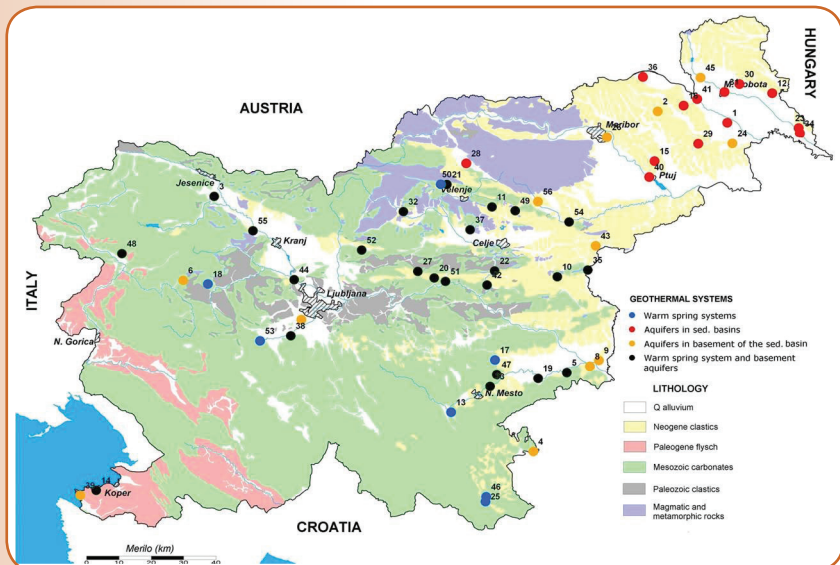 HUNGARY
AUSTRIA
ITALY
CROATIA
36
45
30
12
M. Sobota
41
2
1
23
29
24
15
40
Ptuj
Maribor
28
5021
Velenje
56
11
49
32
54
37
Celje
43
Jesenice
3
55
Kranj
52
48
6
18
44
27
20
51
22
42
10
35
Ljubljana
38
53
N. Gorica
17
47
9
8
5
19
N. Mesto
13
4
46
25
39
14
Koper
GEOTHERMAL SYSTEMS
Warm spring systems
Aquifers in sed. basins
Aquifers in basement of the sed. basin
Warm spring system and basement
aquifers
LITHOLOGY
Q alluvium
Neogene clastics
Paleogene flysch
Mesozoic carbonates
Paleozoic clastics
Magmatic and
metamorphic rocks
Merilo (km)
0 10 20 30 40